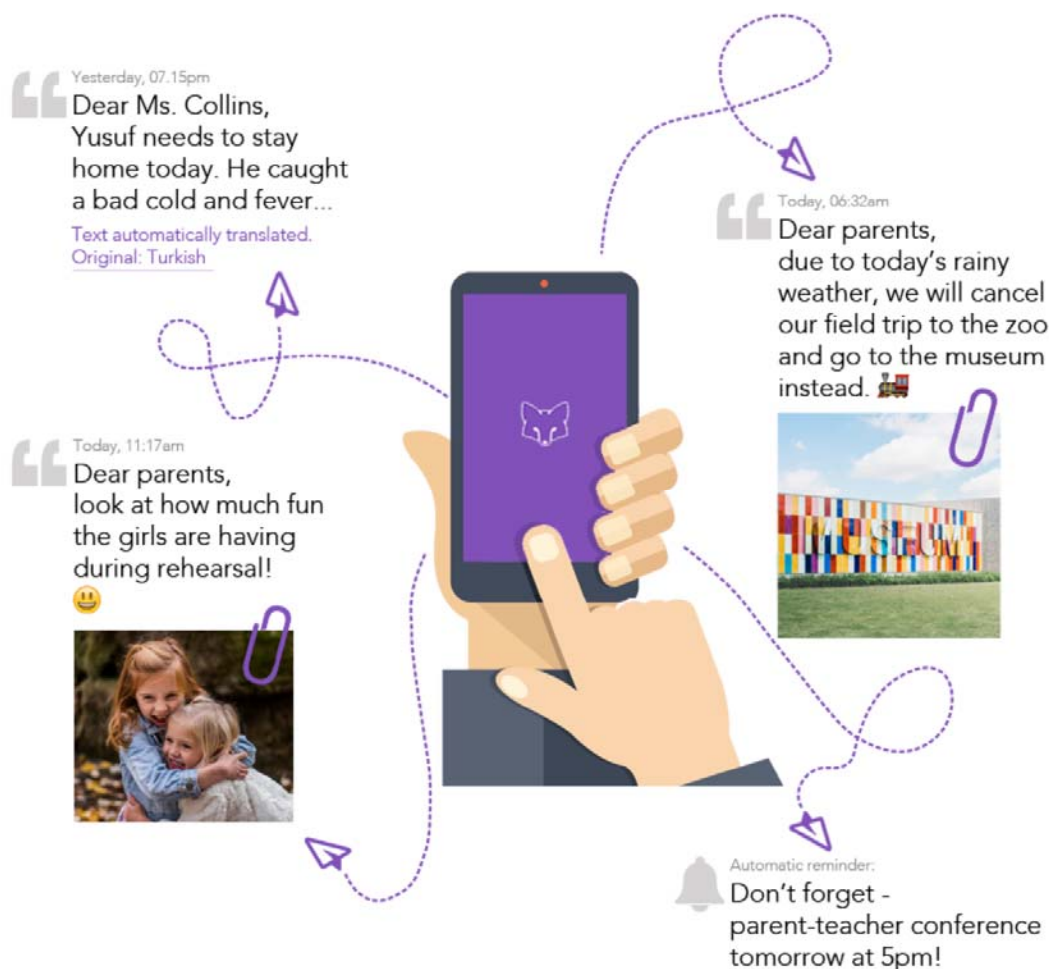 Yesterday, 07.15pm
Dear Ms. Collins,
Yusuf needs to stay
home today. He caught
a bad cold and fever...
Text automatically translated.
Original: Turkish
Today, 06:32am
Dear parents,
due to today's rainy
weather, we will cancel
our field trip to the zoo
and go to the museum
instead. 🚂
MUSEUM
Today, 11:17am
Dear parents,
look at how much fun
the girls are having
during rehearsal!
😃
Automatic reminder:
Don't forget -
parent-teacher conference
tomorrow at 5pm!